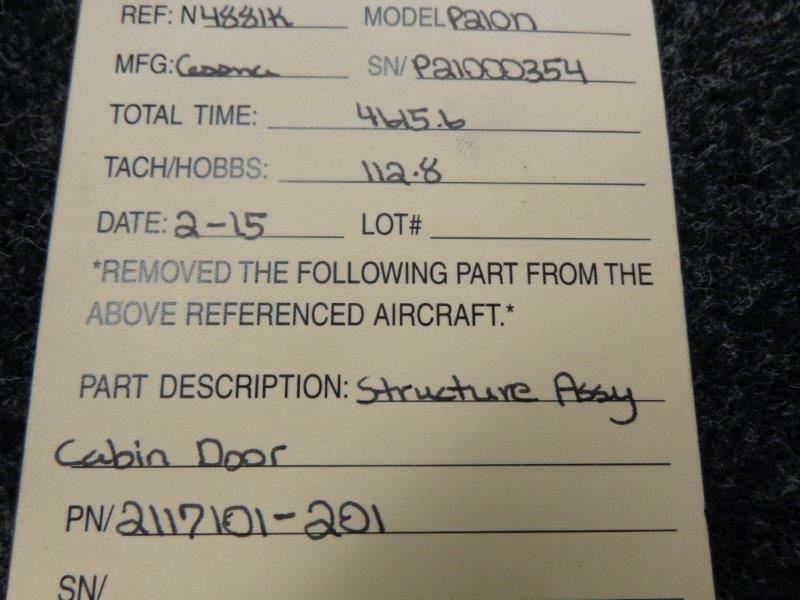 REF: N4881K MODEL P210N
MFG: Cessna SN/ P21000354
TOTAL TIME: 4615.6
TACH/HOBBS: 112.8
DATE: 2-15 LOT#
*REMOVED THE FOLLOWING PART FROM THE
ABOVE REFERENCED AIRCRAFT.*
PART DESCRIPTION: Structure Assy
Cabin Door
PN/ 2117101-201
SN/